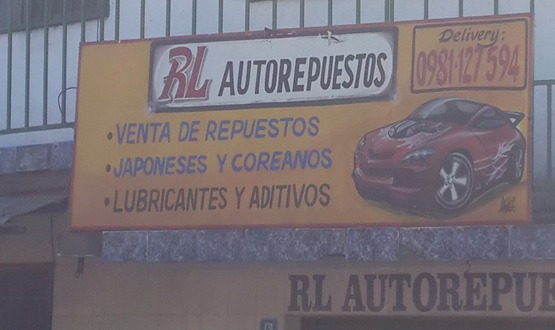 RL AUTOREPUESTOS
Delivery:
0981-127 594
•VENTA DE REPUESTOS
•JAPONESES Y COREANOS
•LUBRICANTES Y ADITIVOS
RL AUTOREPUE